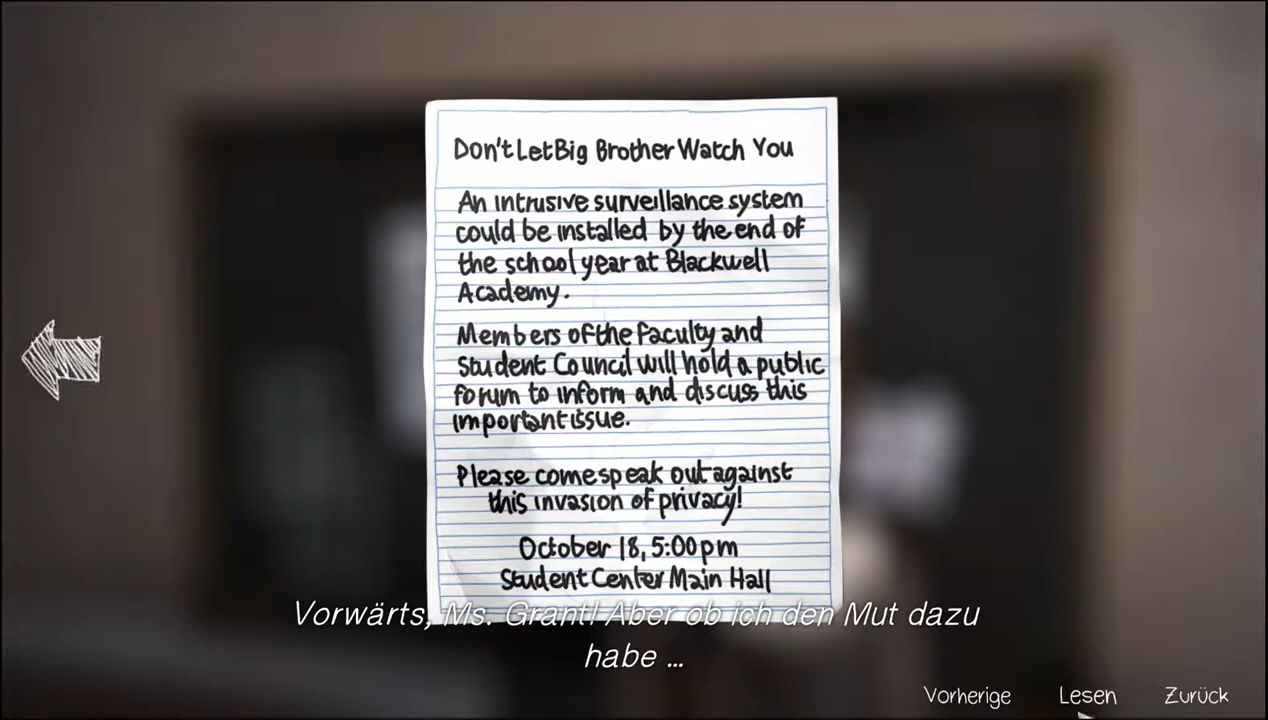 Don't Let Big Brother Watch You
An intrusive surveillance system
could be installed by the end of
the school year at Blackwell
Academy.
Members of the Faculty and
Student Council will hold a public
forum to inform and discuss this
important issue.
Please come speak out against
this invasion of privacy!
October 18, 5:00 pm
Student Center Main Hall
Vorwärts, Ms. Grant! Aber ob ich den Mut dazu
habe ...
Vorherige Lesen Zurück